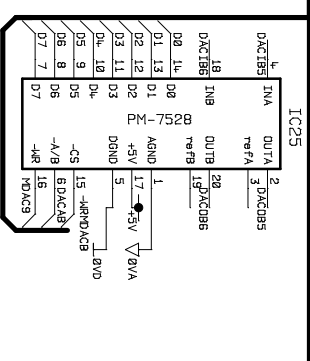 D7 D6 D5 D4 D3 D2 D1 D0 DACIB6 DACIB5
7 8 9 10 11 12 13 14 18 4
D7 D6 D5 D4 D3 D2 D1 D0 INB INA
PM-7528
IC25
-WR -A/B -CS DGND +5V AGND refB OUTB refA OUTA
16 6 15 5 17 1 19 20 3 2
MDAC9 DACAB -WRMDACB +5V DACOB6 DACOB5
0VD 0VA